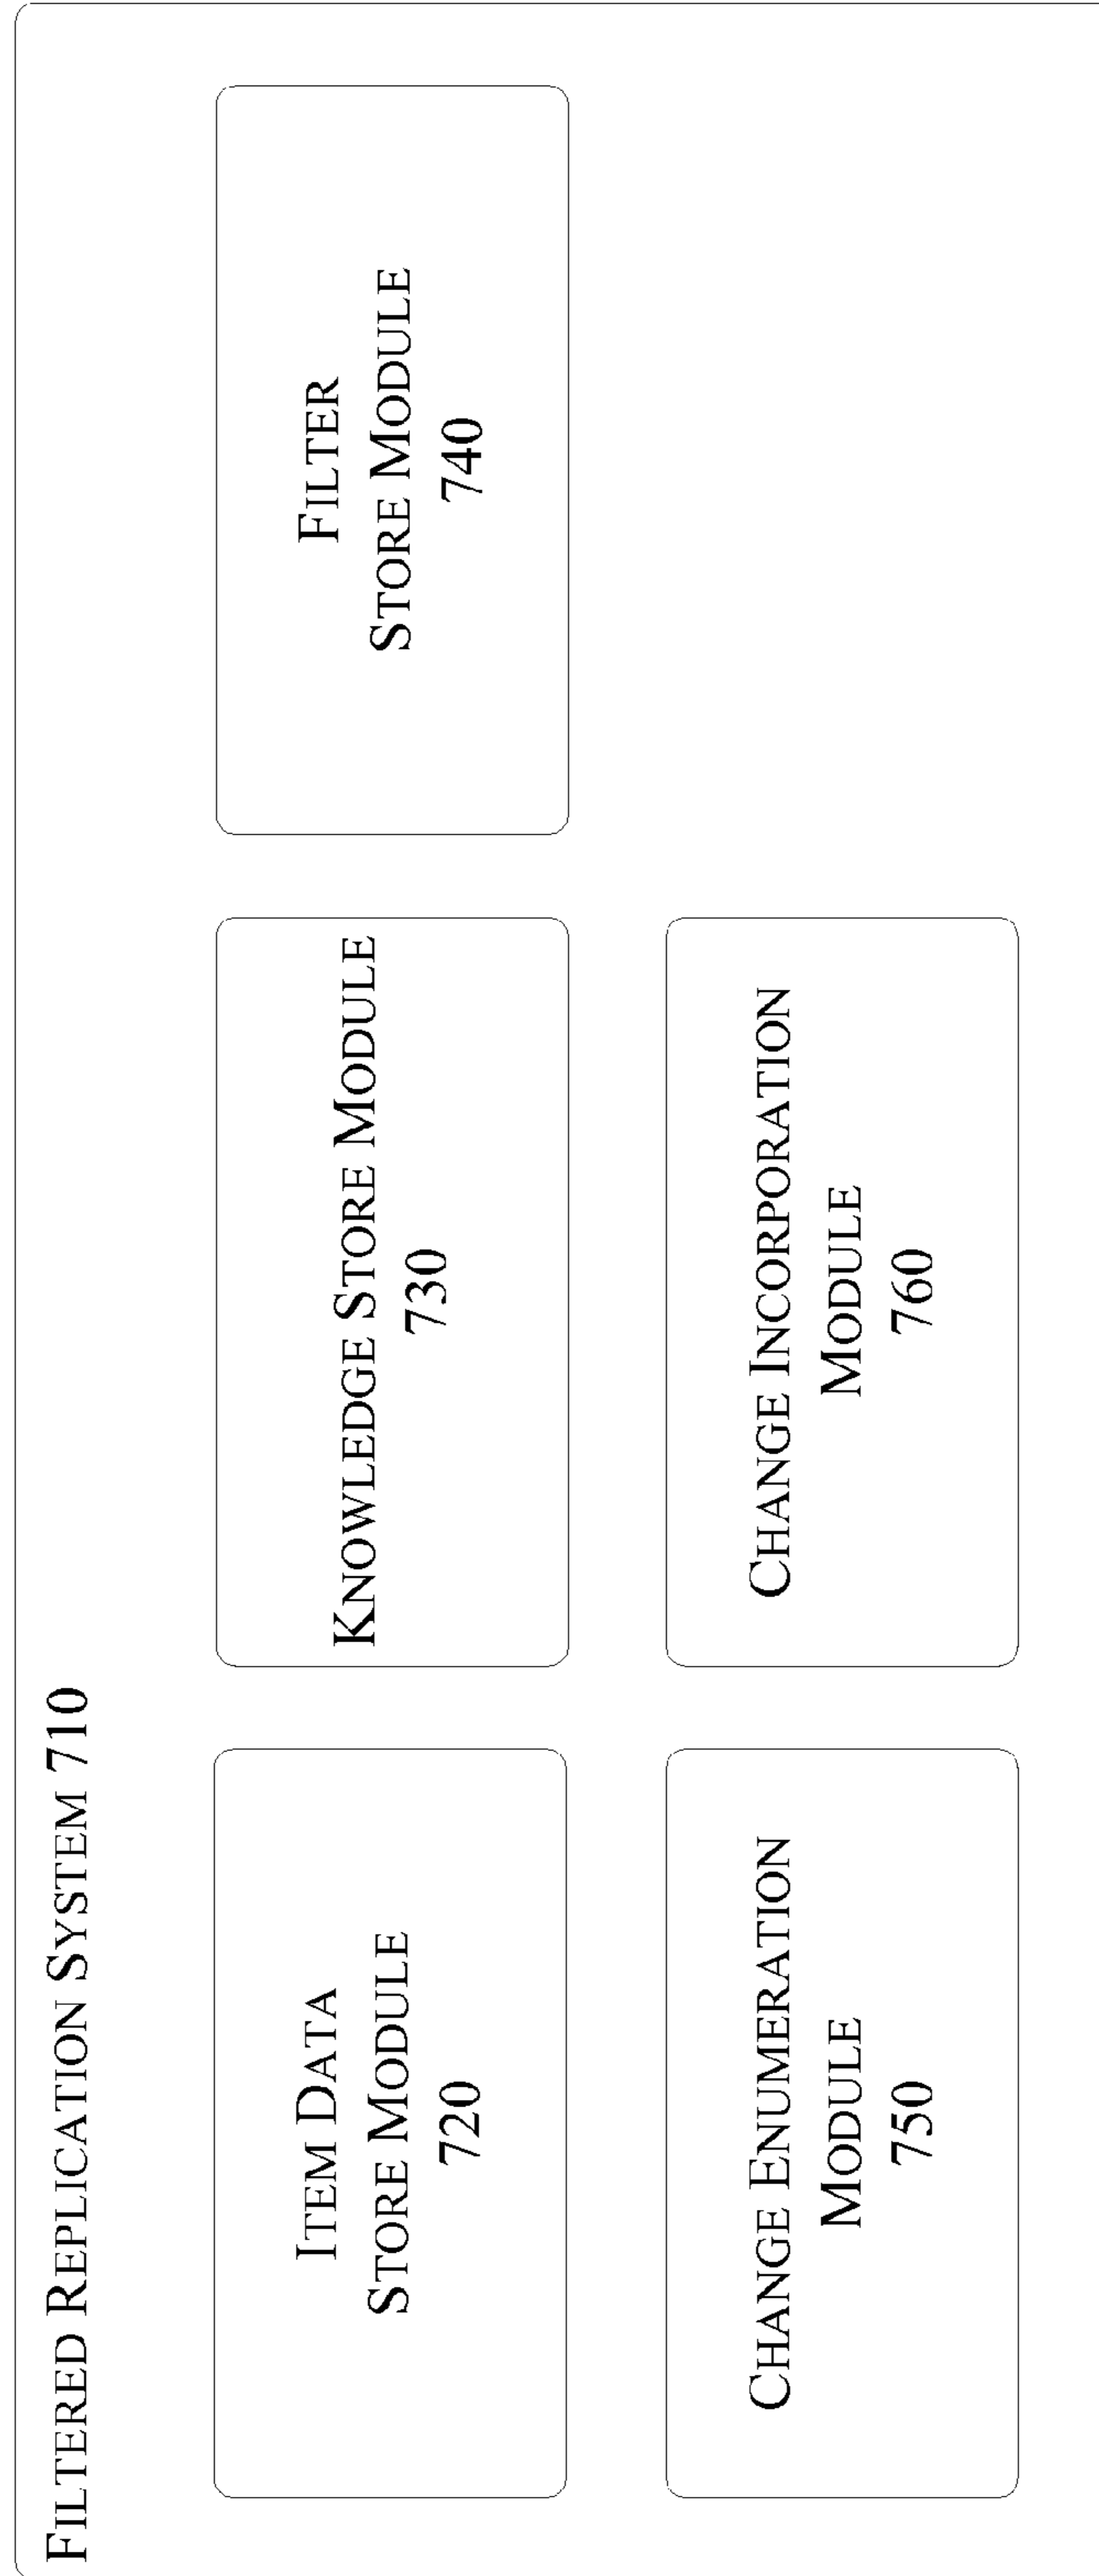 FILTERED REPLICATION SYSTEM 710
ITEM DATA
STORE MODULE
720
KNOWLEDGE STORE MODULE
730
FILTER
STORE MODULE
740
CHANGE ENUMERATION
MODULE
750
CHANGE INCORPORATION
MODULE
760